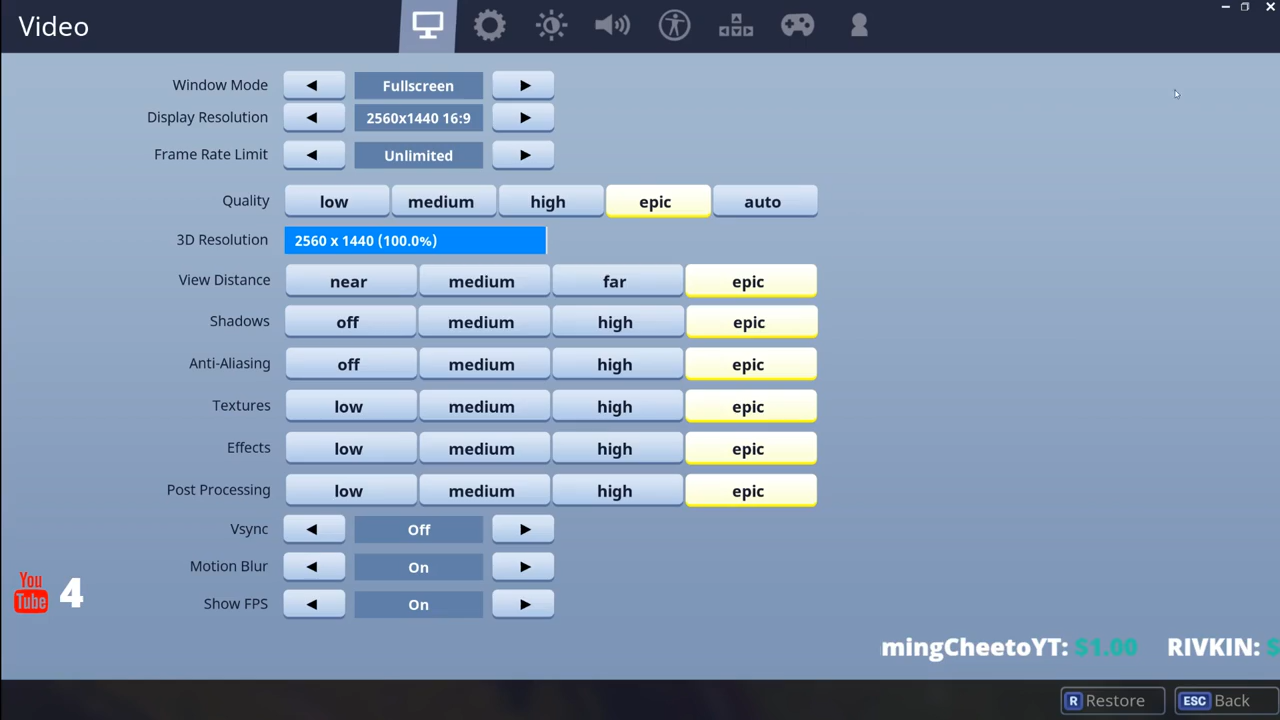 Video
Window Mode Fullscreen
Display Resolution 2560x1440 16:9
Frame Rate Limit Unlimited
Quality low medium high epic auto
3D Resolution 2560 x 1440 (100.0%)
View Distance near medium far epic
Shadows off medium high epic
Anti-Aliasing off medium high epic
Textures low medium high epic
Effects low medium high epic
Post Processing low medium high epic
Vsync Off
Motion Blur On
You
Tube 4
Show FPS On
mingCheetoYT: $1.00 RIVKIN: $
R Restore ESC Back